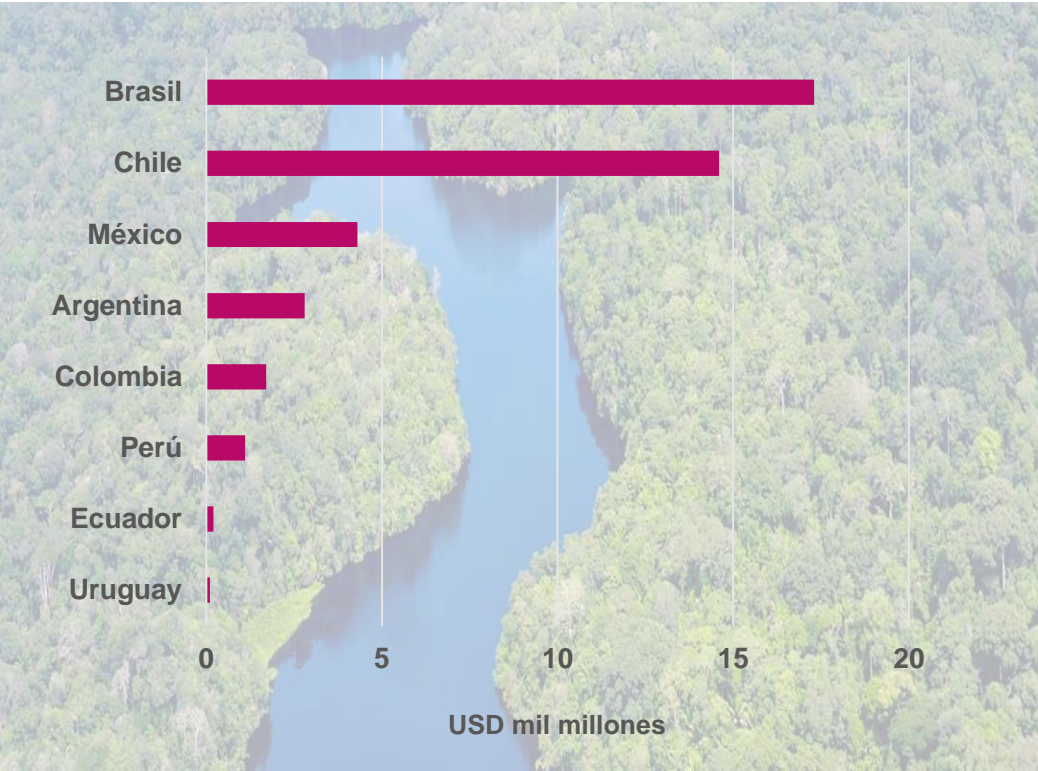 Brasil
Chile
México
Argentina
Colombia
Perú
Ecuador
Uruguay
0 5 10 15 20
USD mil millones